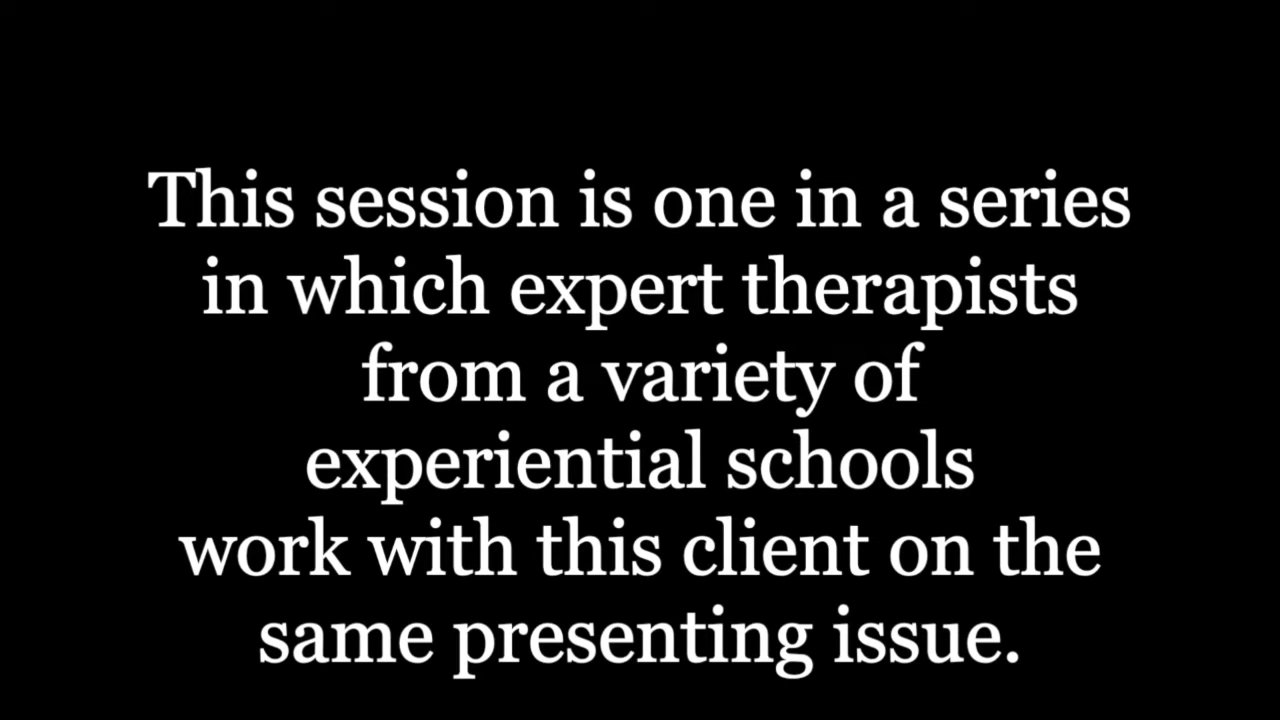 This session is one in a series
in which expert therapists
from a variety of
experiential schools
work with this client on the
same presenting issue.